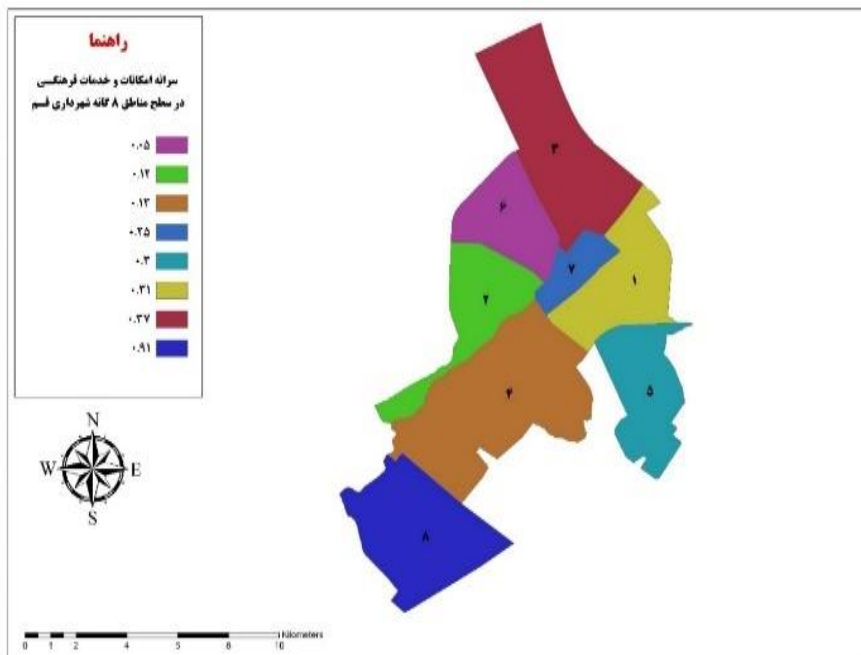 راهنما
سرانه امکانات و خدمات فرهنگی
در سطح مناطق ۸ گانه شهرداری قم
۰.۰۵
۰.۱۲
۰.۱۳
۰.۲۵
۰.۳
۰.۳۱
۰.۳۷
۰.۹۱
۳
۶
۷
۱
۲
۴
۵
۸
N
W E
S
0 1 2 4 5 8 10 Kilometers